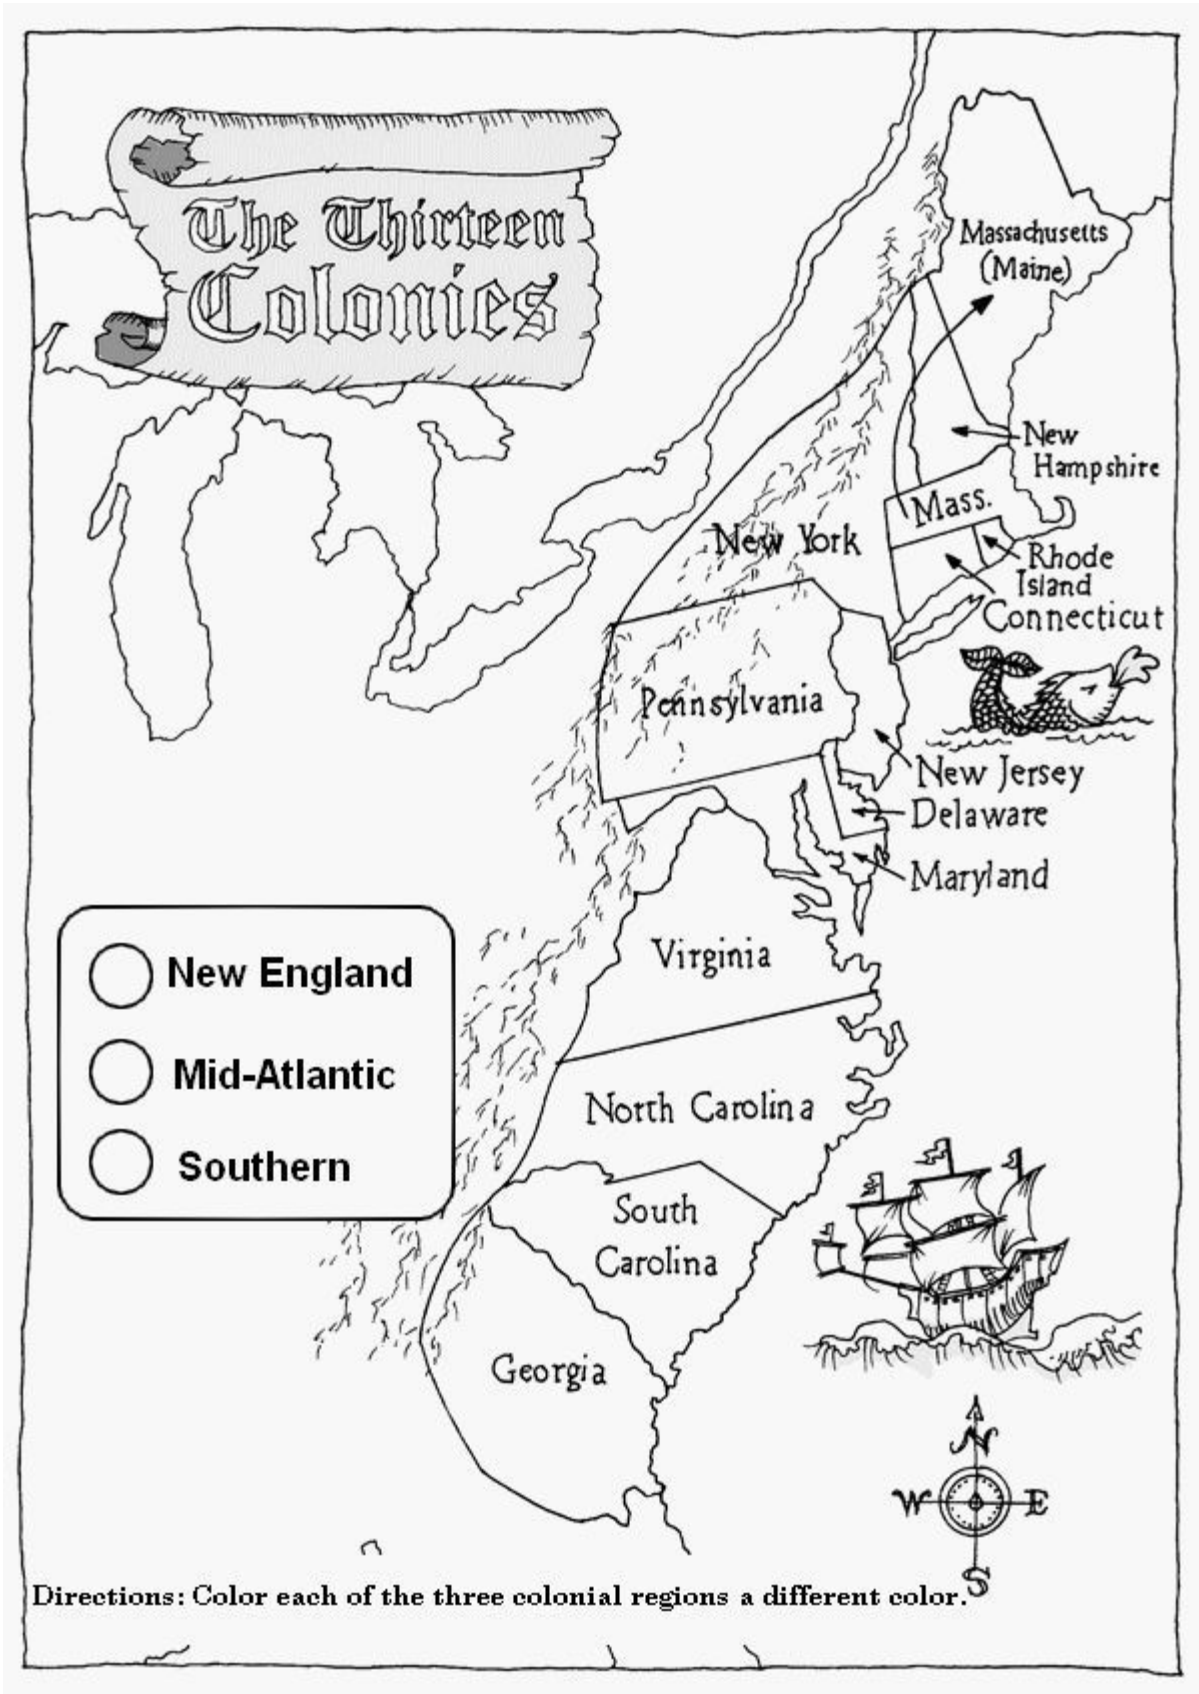 The Thirteen
Colonies
Massachusetts
(Maine)
New
Hampshire
Mass.
New York
Rhode
Island
Connecticut
Pennsylvania
New Jersey
Delaware
Maryland
Virginia
New England
Mid-Atlantic
Southern
North Carolina
South
Carolina
Georgia
N
W E
S
Directions: Color each of the three colonial regions a different color.